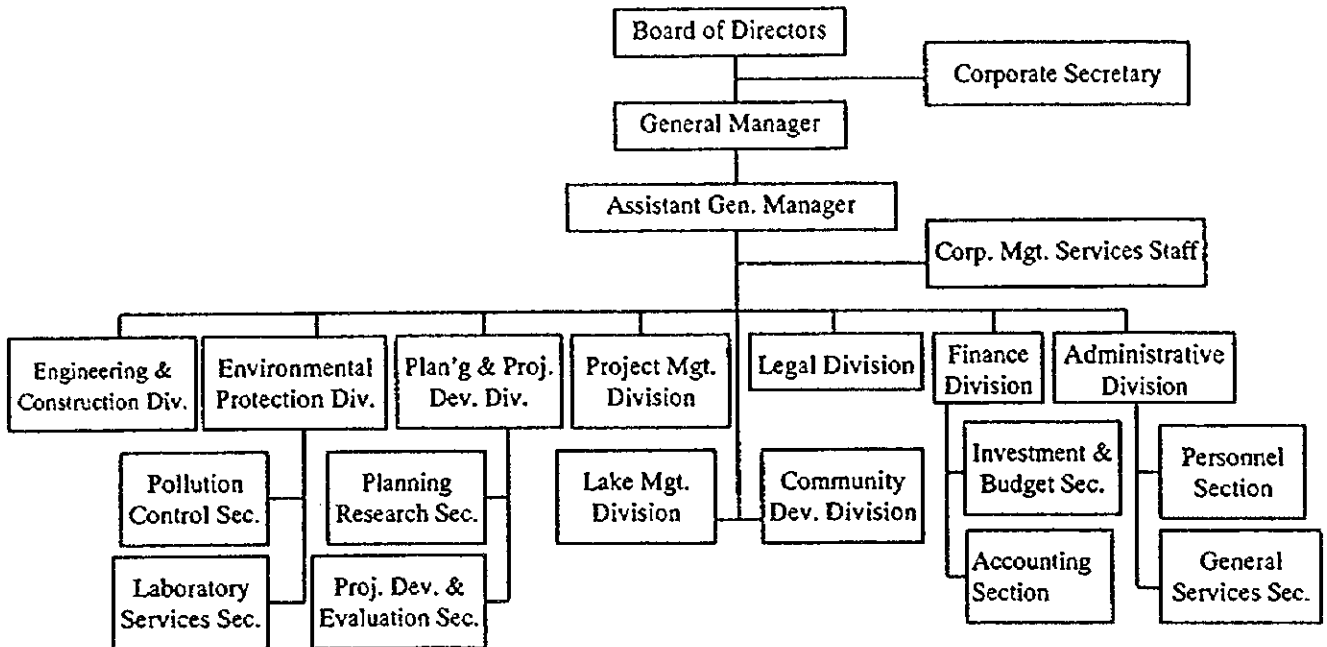 Board of Directors
Corporate Secretary
General Manager
Assistant Gen. Manager
Corp. Mgt. Services Staff
Engineering &
Construction Div.
Environmental
Protection Div.
Plan'g & Proj.
Dev. Div.
Project Mgt.
Division
Legal Division
Finance
Division
Administrative
Division
Pollution
Control Sec.
Planning
Research Sec.
Lake Mgt.
Division
Community
Dev. Division
Investment &
Budget Sec.
Personnel
Section
Laboratory
Services Sec.
Proj. Dev. &
Evaluation Sec.
Accounting
Section
General
Services Sec.